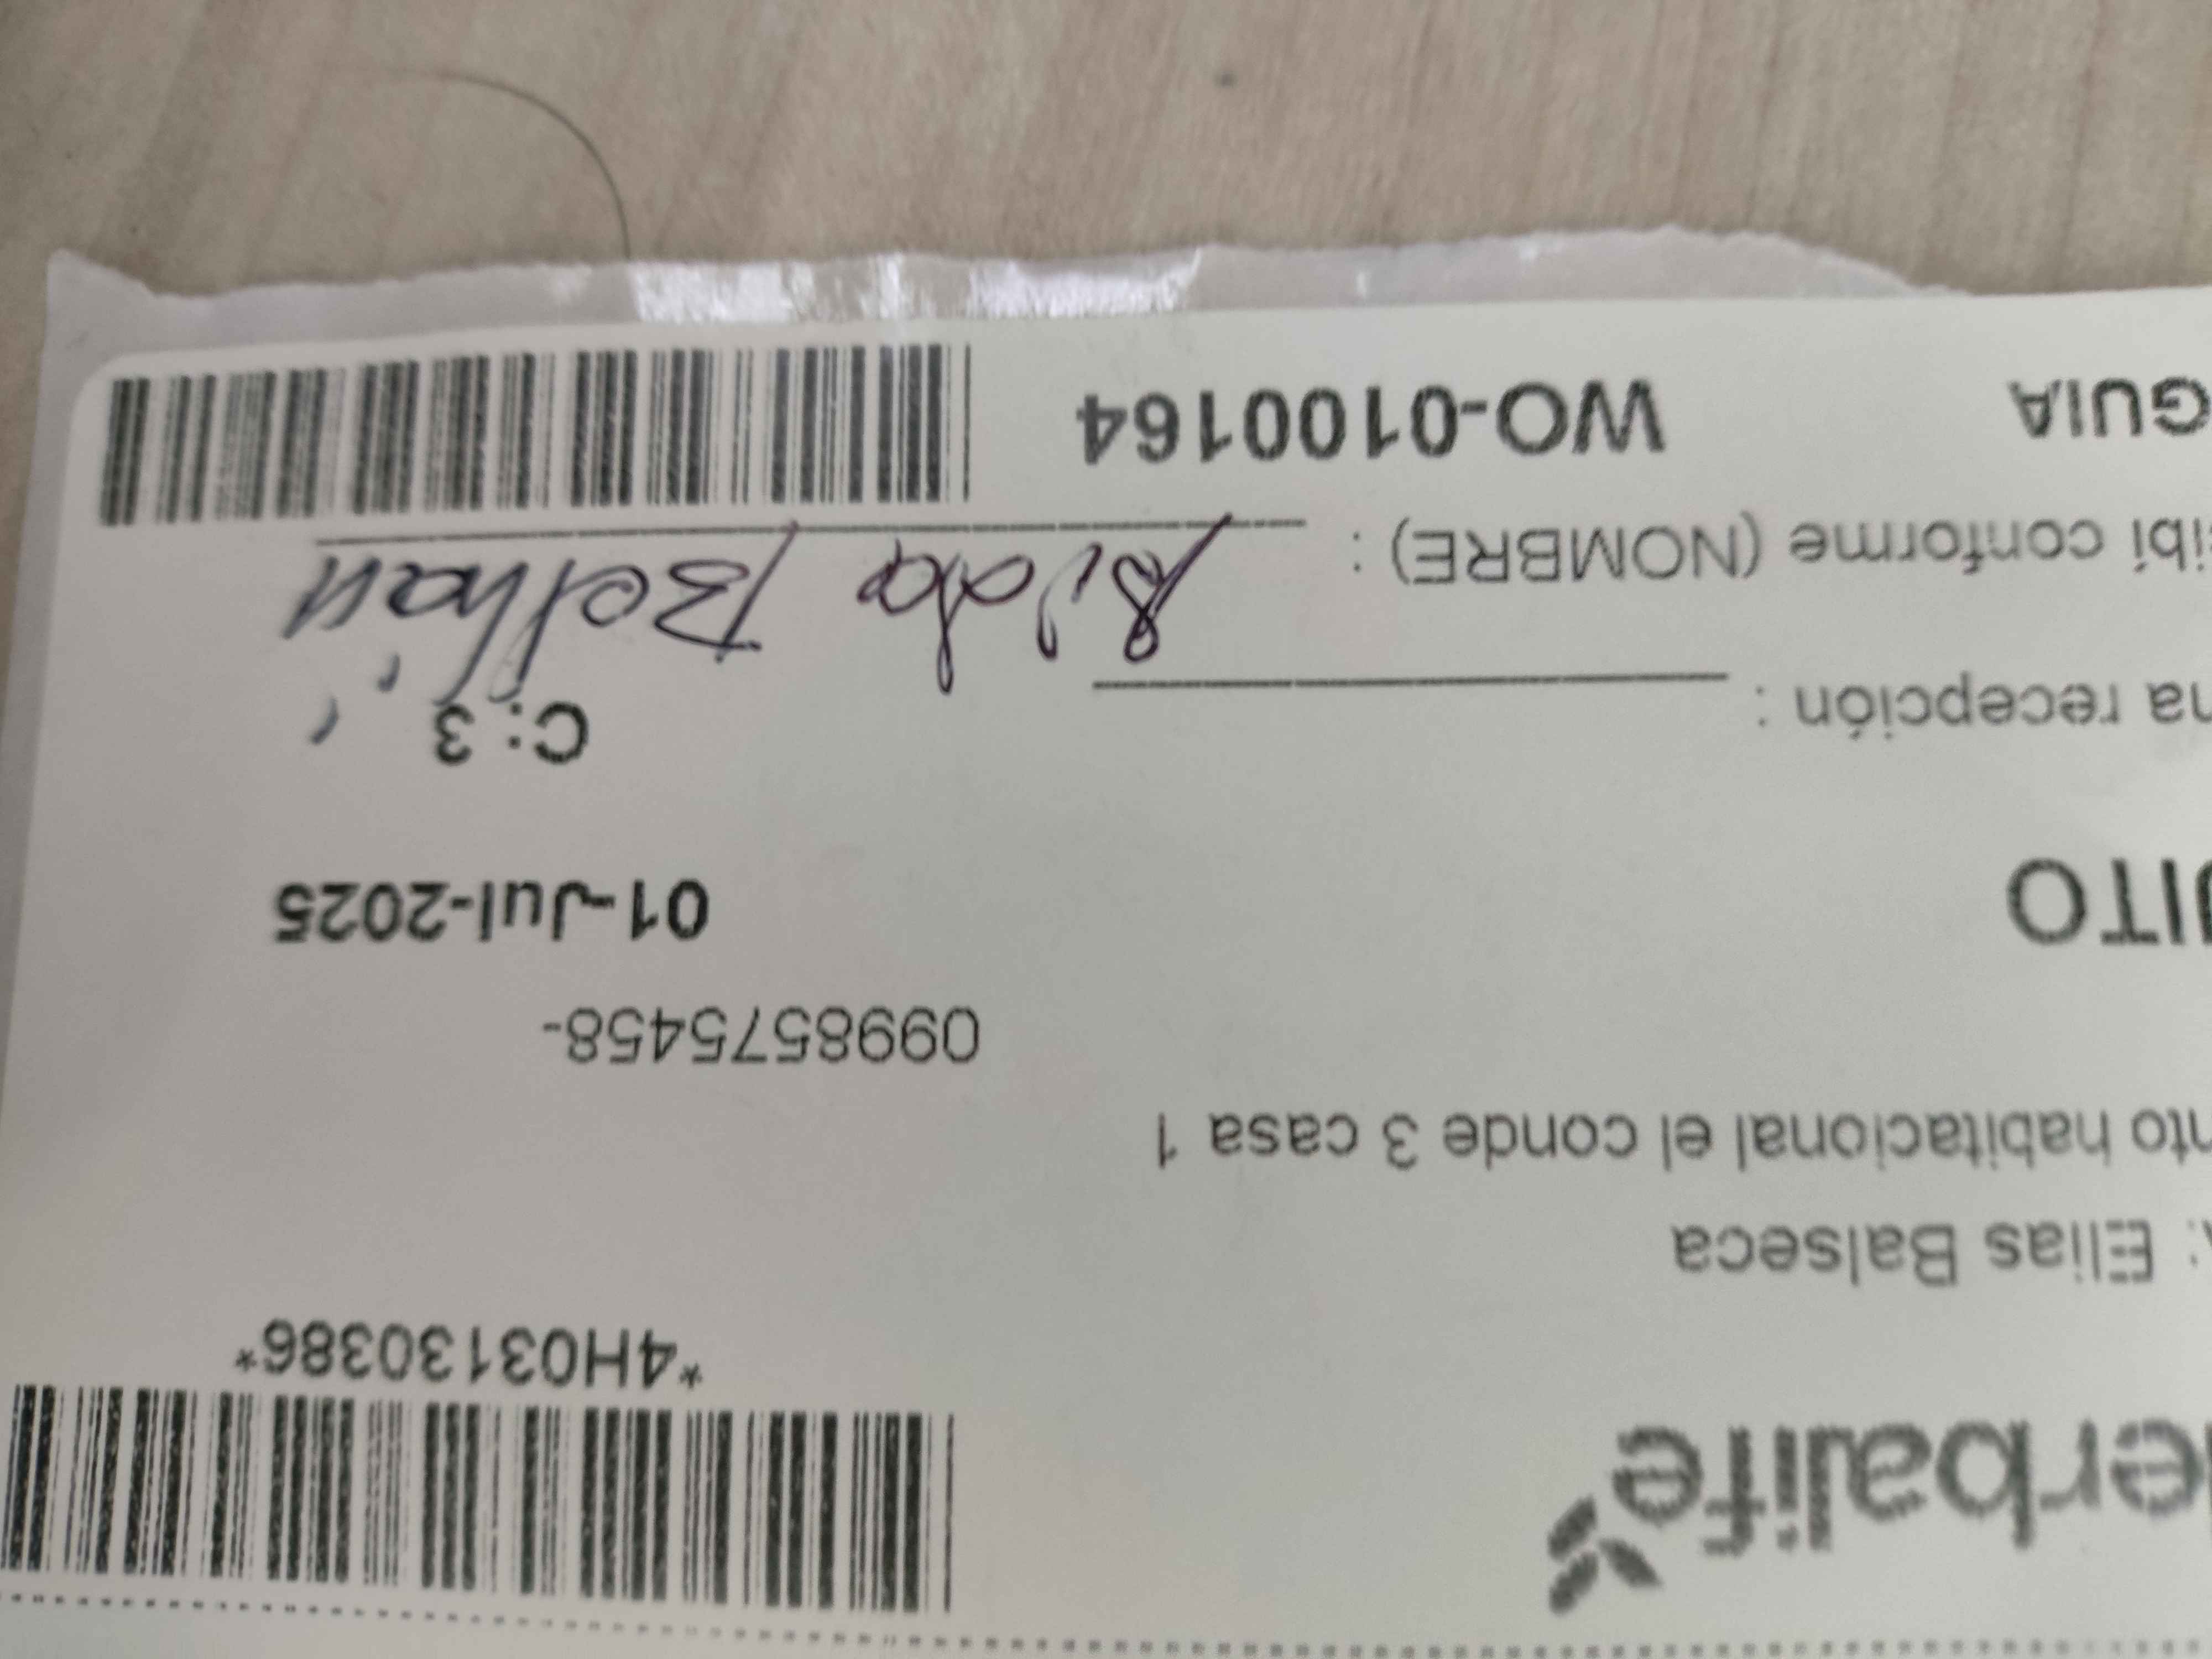 erbalife
*4H03130386*
: Elias Balseca
nto habitacional el conde 3 casa 1
0998575458-
UITO
01-Jul-2025
C: 3
na recepción :
ibí conforme (NOMBRE) :
GUIA WO-0100164